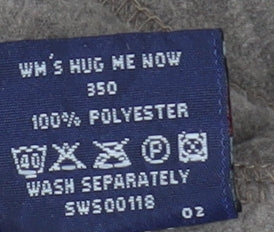 WM'S HUG ME NOW
350
100% POLYESTER
40 P
WASH SEPARATELY
SWS00118
02